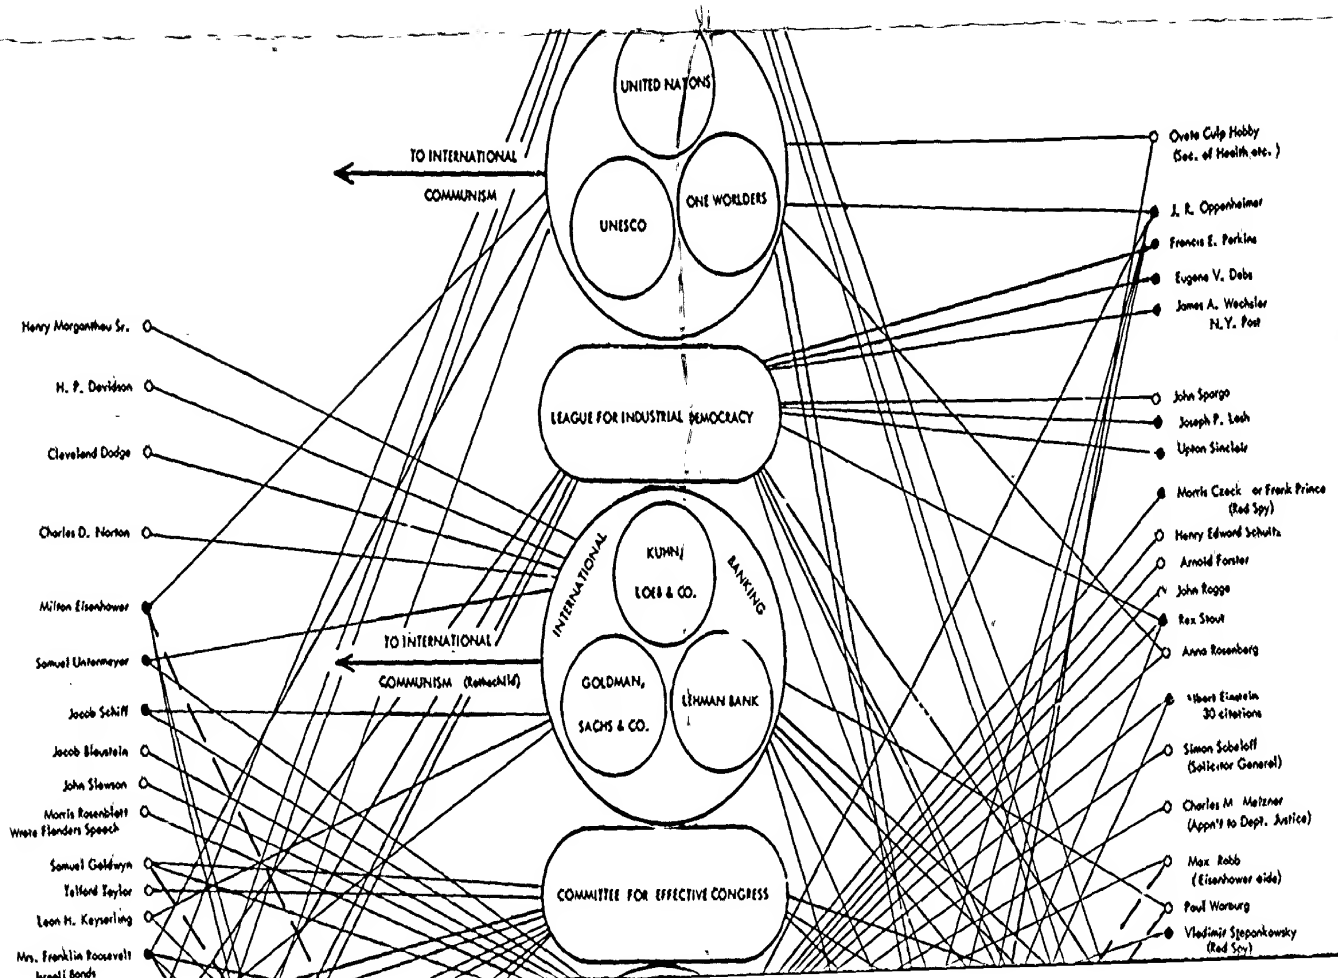 UNITED NATIONS
TO INTERNATIONAL
COMMUNISM
UNESCO
ONE WORLDERS
Oveta Culp Hobby
(Sec. of Health, etc.)
J. R. Oppenheimer
Francis E. Perkins
Eugene V. Debs
James A. Wechsler
N.Y. Post
Henry Morganthau Sr.
H. P. Davidson
Cleveland Dodge
Charles D. Norton
Milton Eisenhower
Samuel Untermeyer
Jacob Schiff
Jacob Blaustein
John Slawson
Morris Rosenblatt
Wrote Flanders Speech
Samuel Goldwyn
Telford Taylor
Leon H. Keyserling
Mrs. Franklin Roosevelt
Israeli Bonds
LEAGUE FOR INDUSTRIAL DEMOCRACY
INTERNATIONAL
BANKING
KUHN,
LOEB & CO.
TO INTERNATIONAL
COMMUNISM (Rothschild)
GOLDMAN,
SACHS & CO.
LEHMAN BANK
COMMITTEE FOR EFFECTIVE CONGRESS
John Spargo
Joseph P. Lash
Upton Sinclair
Morris Czack or Frank Prince
(Red Spy)
Henry Edward Schultz
Arnold Forster
John Rogge
Rex Stout
Anna Rosenberg
Albert Einstein
30 citations
Simon Sobeloff
(Solicitor General)
Charles M Metzner
(Appn't to Dept. Justice)
Max Rabb
(Eisenhower aide)
Paul Warburg
Vladimir Stepankowsky
(Red Spy)